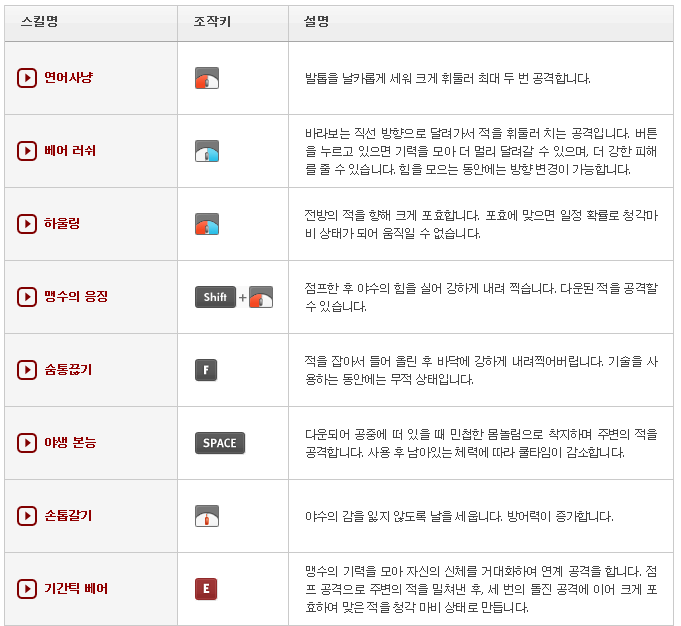 스킬명 조작키 설명
연어사냥 발톱을 날카롭게 세워 크게 휘둘러 최대 두 번 공격합니다.
베어 러쉬
바라보는 직선 방향으로 달려가서 적을 휘둘러 치는 공격입니다. 버튼
을 누르고 있으면 기력을 모아 더 멀리 달려갈 수 있으며, 더 강한 피해
를 줄 수 있습니다. 힘을 모으는 동안에는 방향 변경이 가능합니다.
하울링
전방의 적을 향해 크게 포효합니다. 포효에 맞으면 일정 확률로 청각마
비 상태가 되어 움직일 수 없습니다.
맹수의 응징 Shift +
점프한 후 야수의 힘을 실어 강하게 내려 찍습니다. 다운된 적을 공격할
수 있습니다.
숨통끊기 F
적을 잡아서 들어 올린 후 바닥에 강하게 내려찍어버립니다. 기술을 사
용하는 동안에는 무적 상태입니다.
야생 본능 SPACE
다운되어 공중에 떠 있을 때 민첩한 몸놀림으로 착지하며 주변의 적을
공격합니다. 사용 후 남아있는 체력에 따라 쿨타임이 감소합니다.
손톱갈기 야수의 감을 잃지 않도록 날을 세웁니다. 방어력이 증가합니다.
기간틱 베어 E
맹수의 기력을 모아 자신의 신체를 거대화하여 연계 공격을 합니다. 점
프 공격으로 주변의 적을 밀쳐낸 후, 세 번의 돌진 공격에 이어 크게 포
효하여 맞은 적을 청각 마비 상태로 만듭니다.